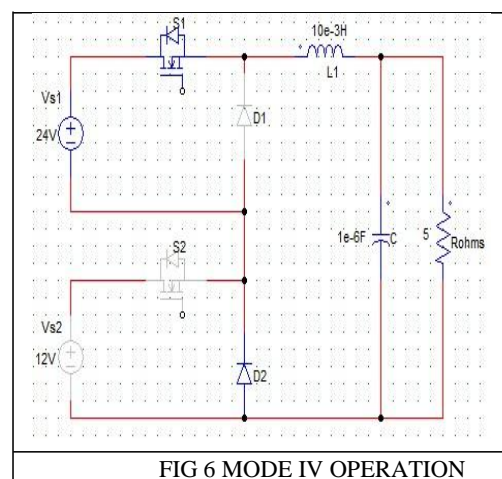 S1
10e-3H
L1
Vs1
D1
24V
S2
1e-6F
C
5
Rohms
Vs2
12V
D2
FIG 6 MODE IV OPERATION